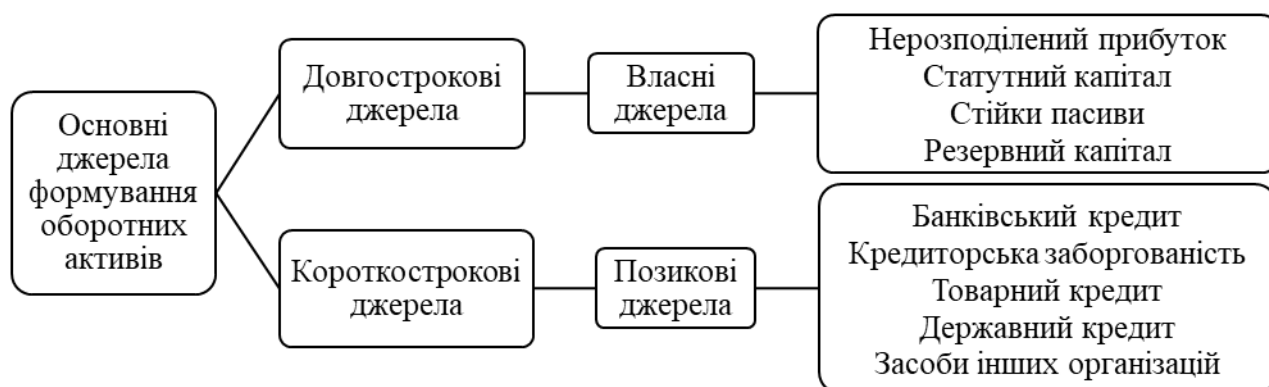 Основні
джерела
формування
оборотних
активів
Довгострокові
джерела
Власні
джерела
Нерозподілений прибуток
Статутний капітал
Стійки пасиви
Резервний капітал
Короткострокові
джерела
Позикові
джерела
Банківський кредит
Кредиторська заборгованість
Товарний кредит
Державний кредит
Засоби інших організацій